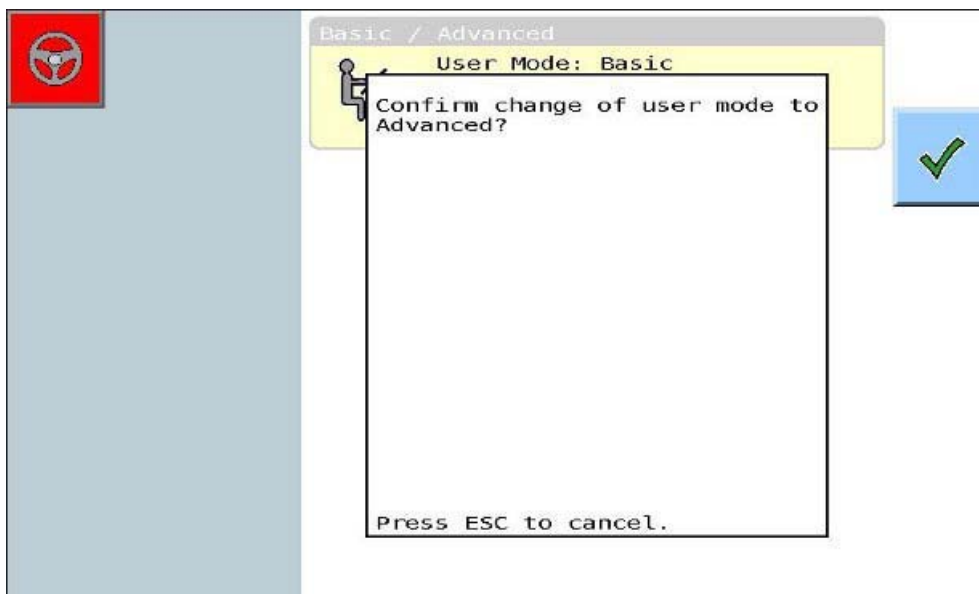 Basic / Advanced
User Mode: Basic
Confirm change of user mode to
Advanced?
Press ESC to cancel.